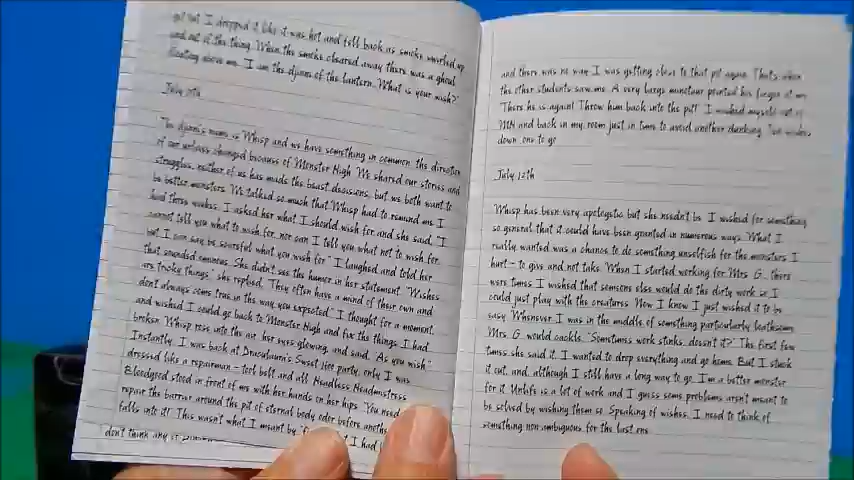 out but I dropped it like it was hot and fell back as smoke swirled up
and out of the thing. When the smoke cleared away there was a ghoul
floating above me. "I am the djinni of the lantern. What is your wish?"
July
The djinni's name is Whisp and we have something in common the direction
of our unlives changed because of Monster High. We shared our stories and
struggles, neither of us has made the beast decisions, but we both want to
be better monsters. We talked so much that Whisp had to remind me I
had three wishes. I asked her what I should wish for and she said, "I
cannot tell you what to wish for, nor can I tell you what not to wish for,
but I can say be scareful what you wish for." I laughed and told her
that sounded ominous. She didn't see the humor in her statement. "Wishes
are tricky things" she replied. "They often have a mind of their own and
don't always come true in the way you expected." I thought for a moment
and wished I could go back to Monster High and fix the things I had
broken. Whisp rose into the air, her eyes glowing, and said, "As you wish"
Instantly, I was back at Draculaura's Sweet 1600 party, only I was
dressed like a repairman - tool belt and all. Headless Headmistress
Bloodgood stood in front of me with her hands on her hips. "You need
repair the barrier around the pit of eternal body odor before another
falls into it!" This wasn't what I meant by "f I had
don't think any of
and there was no way I was getting close to that pit again. That's when
the other students saw me. A very large minotaur pointed his finger at me
"There he is again! Throw him back into the pit!" I wished myself out of
MH and back in my room just in time to avoid another dunking. Two wishes
down, one to go
July 12th
Whisp has been very apologetic but she needn't be. I wished for something
so general that it could have been granted in numerous ways. What I
really wanted was a chance to do something unselfish for the monsters I
hurt - to give and not take. When I started working for Mrs. G. there
were times I wished that someone else would do the dirty work so I
could just play with the creatures. Now I know I just wished it to be
easy. Whenever I was in the middle of something particularly loathsome
Mrs. G would cackle, "Sometimes work stinks, doesn't it?" The first few
times she said it, I wanted to drop everything and go home. But I stuck
it out, and, although I still have a long way to go, I'm a better monster
for it. Unlife is a lot of work and I guess some problems aren't meant to
be solved by wishing them so. Speaking of wishes, I need to think of
something non-ambiguous for the last one.